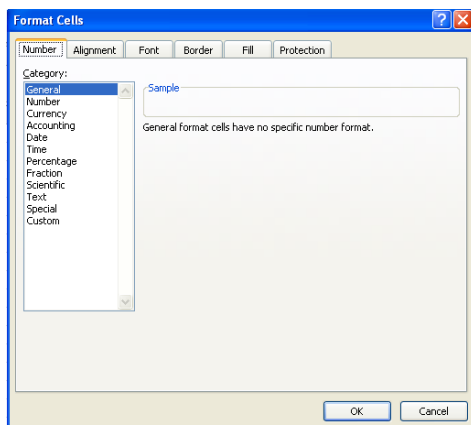 Format Cells
Number Alignment Font Border Fill Protection
Category:
General
Number
Currency
Accounting
Date
Time
Percentage
Fraction
Scientific
Text
Special
Custom
Sample
General format cells have no specific number format.
OK Cancel